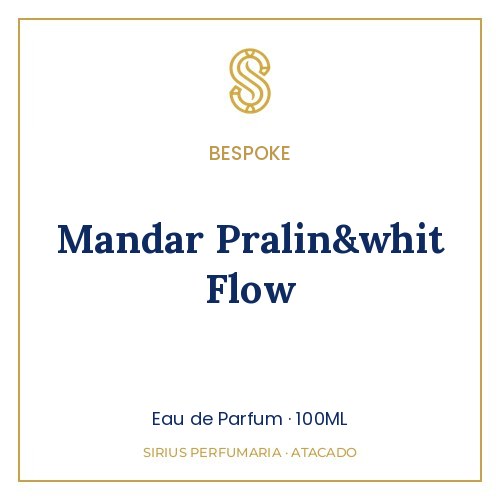 BESPOKE
Mandar Pralin&whit
Flow
Eau de Parfum · 100ML
SIRIUS PERFUMARIA · ATACADO